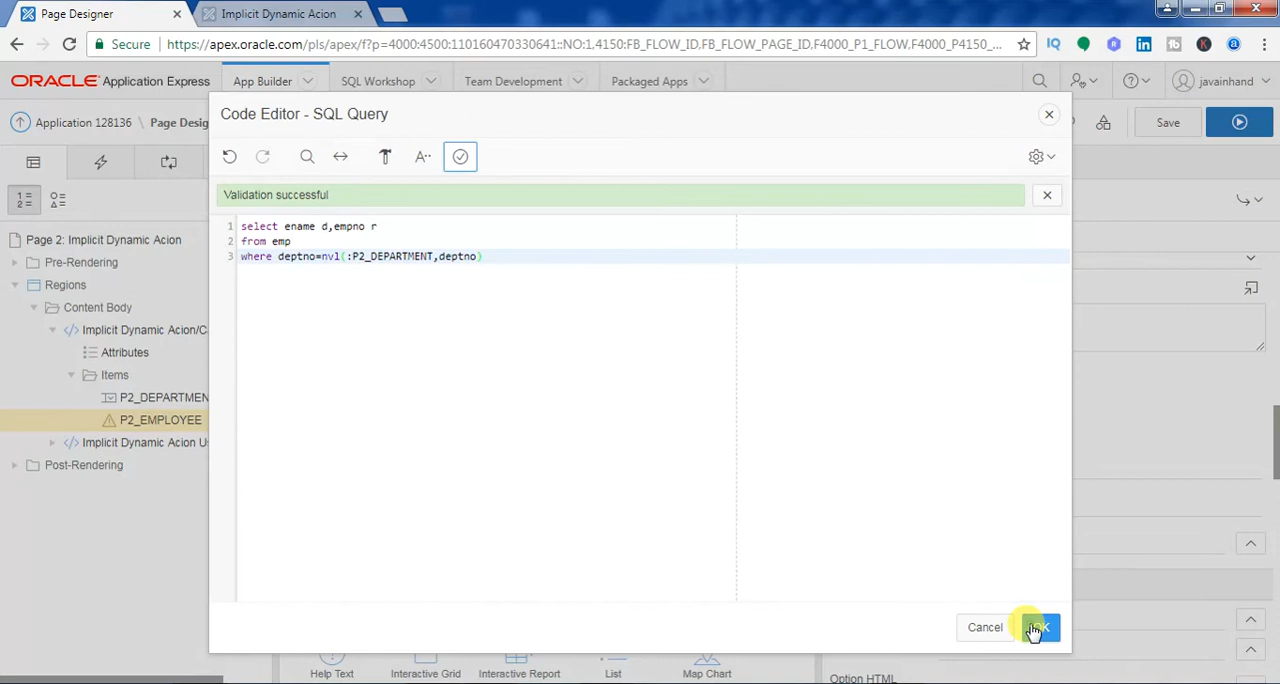 Page Designer
Implicit Dynamic Acion
Secure
https://apex.oracle.com/pls/apex/f?p=4000:4500:110160470330641::NO:1,4150:FB_FLOW_ID,FB_FLOW_PAGE_ID,F4000_P1_FLOW,F4000_P4150_...
ORACLE Application Express
App Builder
SQL Workshop
Team Development
Packaged Apps
javainhand
Application 128136
Page Desig
Save
Code Editor - SQL Query
Validation successful
1 select ename d,empno r
2 from emp
3 where deptno=nvl(:P2_DEPARTMENT,deptno)
Page 2: Implicit Dynamic Acion
Pre-Rendering
Regions
Content Body
Implicit Dynamic Acion/C
Attributes
Items
P2_DEPARTMEN
P2_EMPLOYEE
Implicit Dynamic Acion U
Post-Rendering
Cancel
OK
Help Text
Interactive Grid
Interactive Report
List
Map Chart
Option HTML